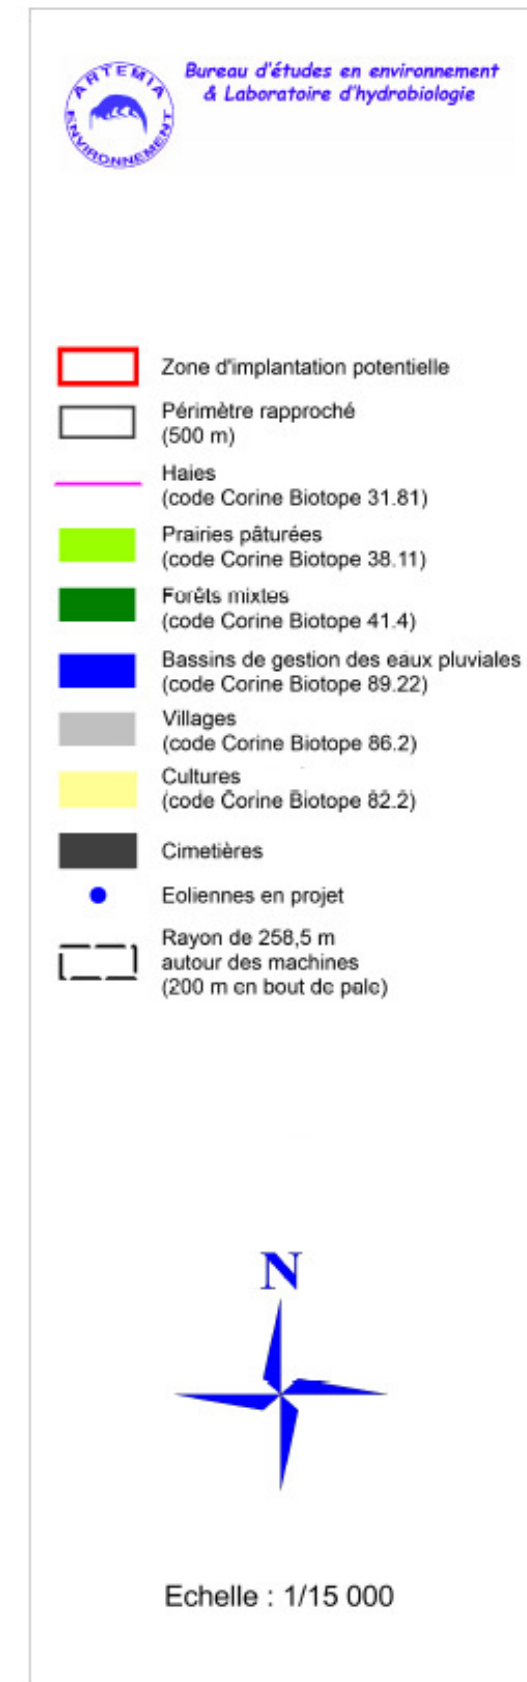 ARTEMIA
ENVIRONNEMENT
Bureau d'études en environnement
& Laboratoire d'hydrobiologie
Zone d'implantation potentielle
Périmètre rapproché
(500 m)
Haies
(code Corine Biotope 31.81)
Prairies pâturées
(code Corine Biotope 38.11)
Forêts mixtes
(code Corine Biotope 41.4)
Bassins de gestion des eaux pluviales
(code Corine Biotope 89.22)
Villages
(code Corine Biotope 86.2)
Cultures
(code Corine Biotope 82.2)
Cimetières
Eoliennes en projet
Rayon de 258,5 m
autour des machines
(200 m en bout de pale)
N
Echelle : 1/15 000